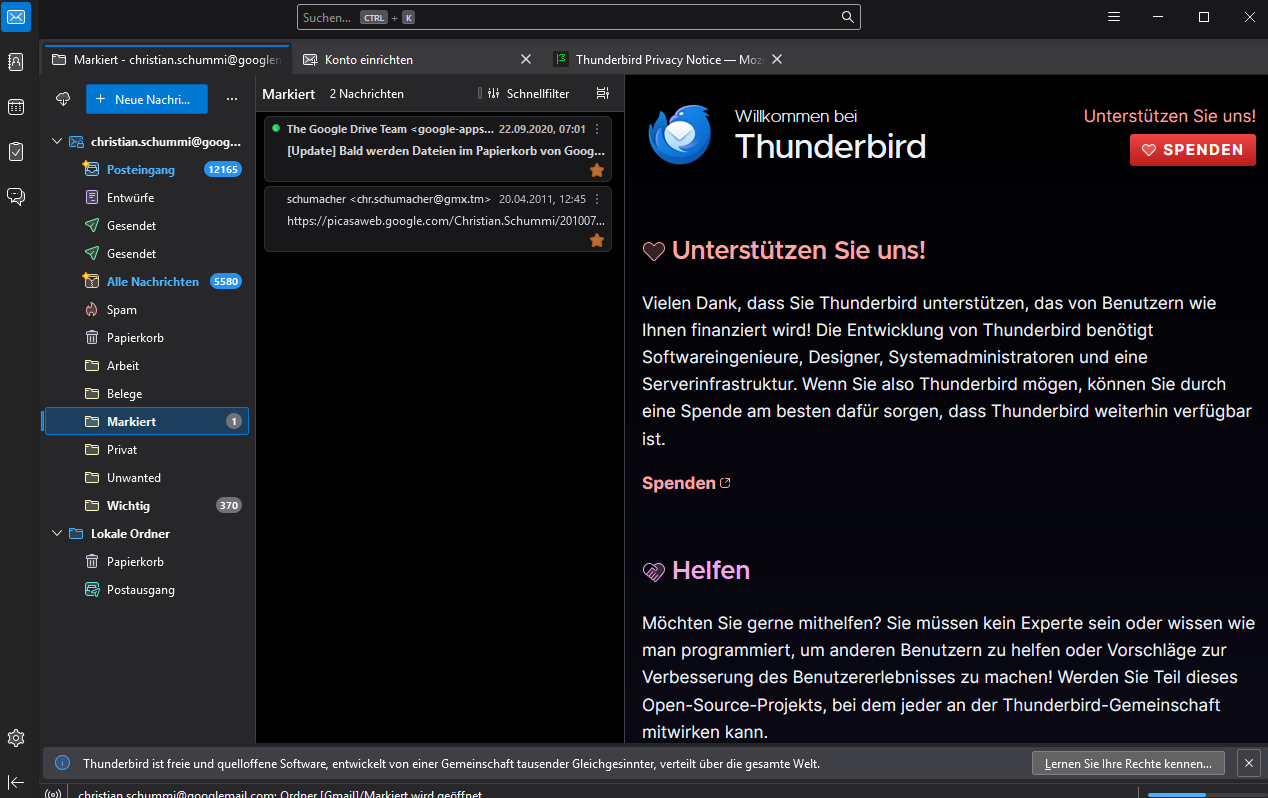 Suchen... CTRL + K
Markiert - christian.schummi@googlem
Konto einrichten
Thunderbird Privacy Notice — Mozi
Neue Nachri...
christian.schummi@goog...
Posteingang 12165
Entwürfe
Gesendet
Gesendet
Alle Nachrichten 5580
Spam
Papierkorb
Arbeit
Belege
Markiert 1
Privat
Unwanted
Wichtig 370
Lokale Ordner
Papierkorb
Postausgang
Markiert 2 Nachrichten Schnellfilter
The Google Drive Team <google-apps... 22.09.2020, 07:01
[Update] Bald werden Dateien im Papierkorb von Goog...
schumacher <chr.schumacher@gmx.tm> 20.04.2011, 12:45
https://picasaweb.google.com/Christian.Schummi/201007...
Willkommen bei
Thunderbird
Unterstützen Sie uns!
SPENDEN
Unterstützen Sie uns!
Vielen Dank, dass Sie Thunderbird unterstützen, das von Benutzern wie
Ihnen finanziert wird! Die Entwicklung von Thunderbird benötigt
Softwareingenieure, Designer, Systemadministratoren und eine
Serverinfrastruktur. Wenn Sie also Thunderbird mögen, können Sie durch
eine Spende am besten dafür sorgen, dass Thunderbird weiterhin verfügbar
ist.
Spenden
Helfen
Möchten Sie gerne mithelfen? Sie müssen kein Experte sein oder wissen wie
man programmiert, um anderen Benutzern zu helfen oder Vorschläge zur
Verbesserung des Benutzererlebnisses zu machen! Werden Sie Teil dieses
Open-Source-Projekts, bei dem jeder an der Thunderbird-Gemeinschaft
mitwirken kann.
Thunderbird ist freie und quelloffene Software, entwickelt von einer Gemeinschaft tausender Gleichgesinnter, verteilt über die gesamte Welt.
Lernen Sie Ihre Rechte kennen...
christian.schummi@googlemail.com: Ordner [Gmail]/Markiert wird geöffnet